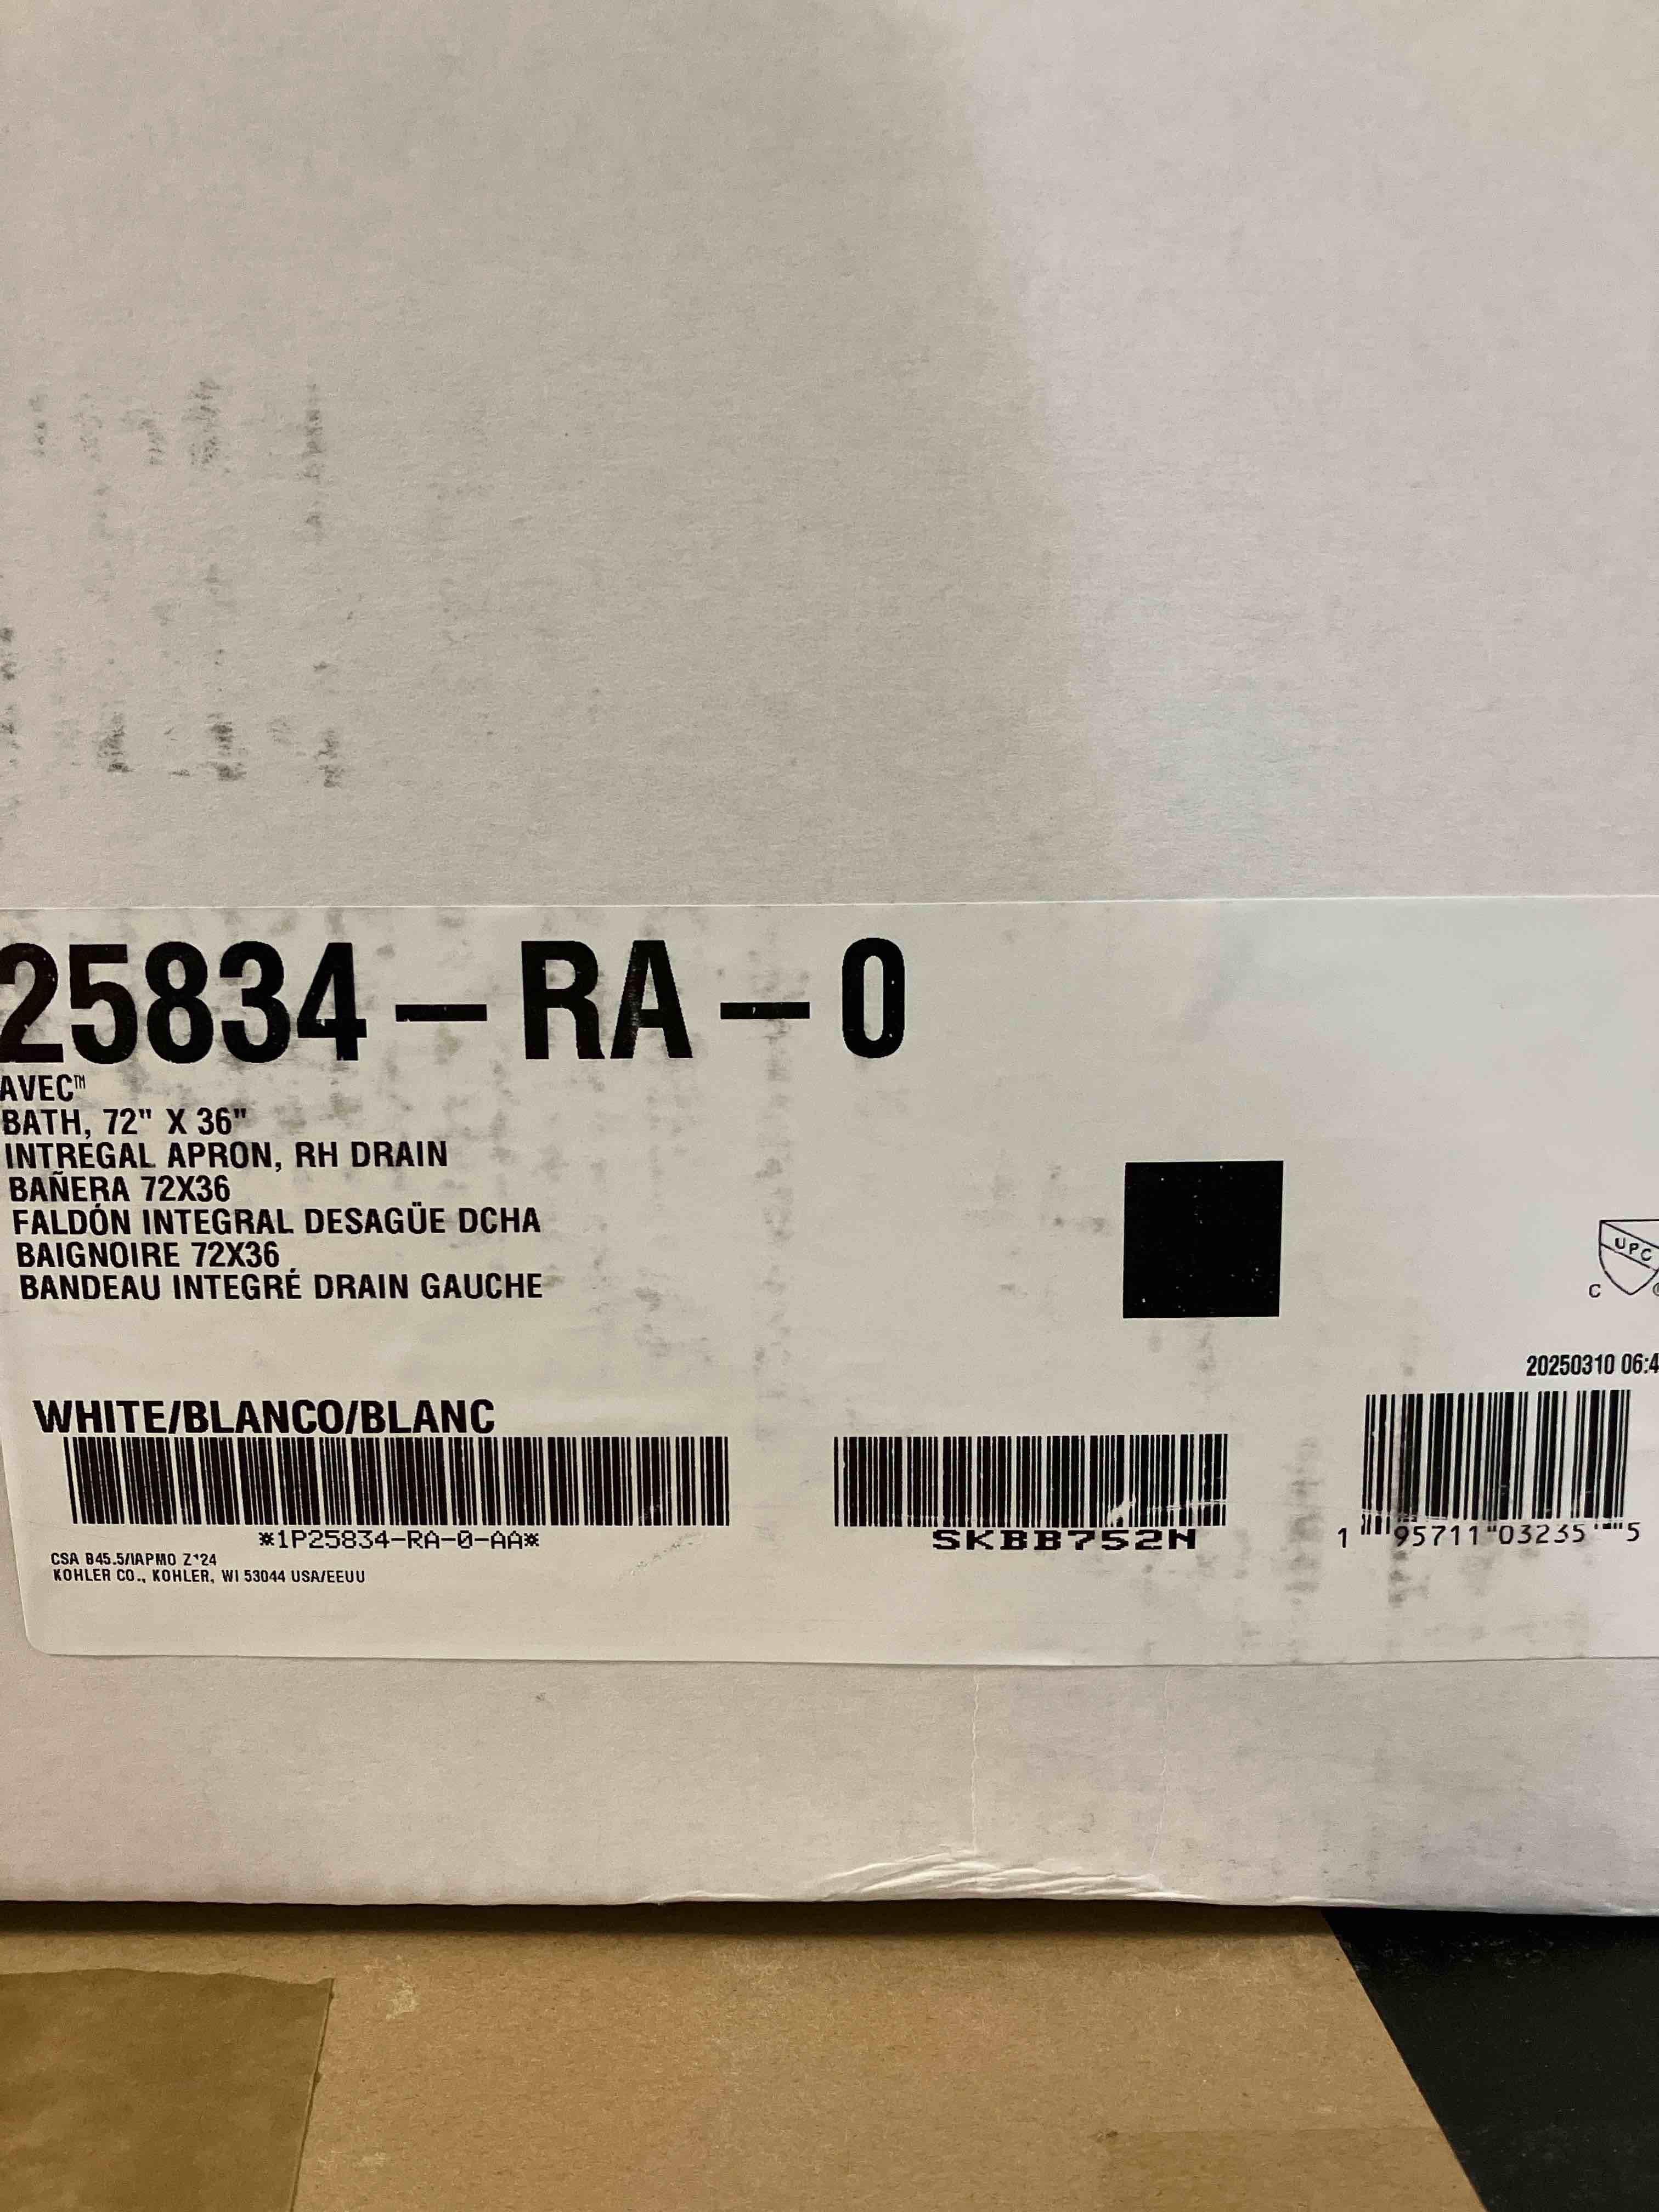 25834-RA-0
AVEC™
BATH, 72" X 36"
INTREGAL APRON, RH DRAIN
BAÑERA 72X36
FALDÓN INTEGRAL DESAGÜE DCHA
BAIGNOIRE 72X36
BANDEAU INTEGRÉ DRAIN GAUCHE
UPC
C
20250310 06:4
WHITE/BLANCO/BLANC
*1P25834-RA-0-AA*
SKBB752N
1 95711 03235 5
CSA B45.5/IAPMO Z124
KOHLER CO., KOHLER, WI 53044 USA/EEUU